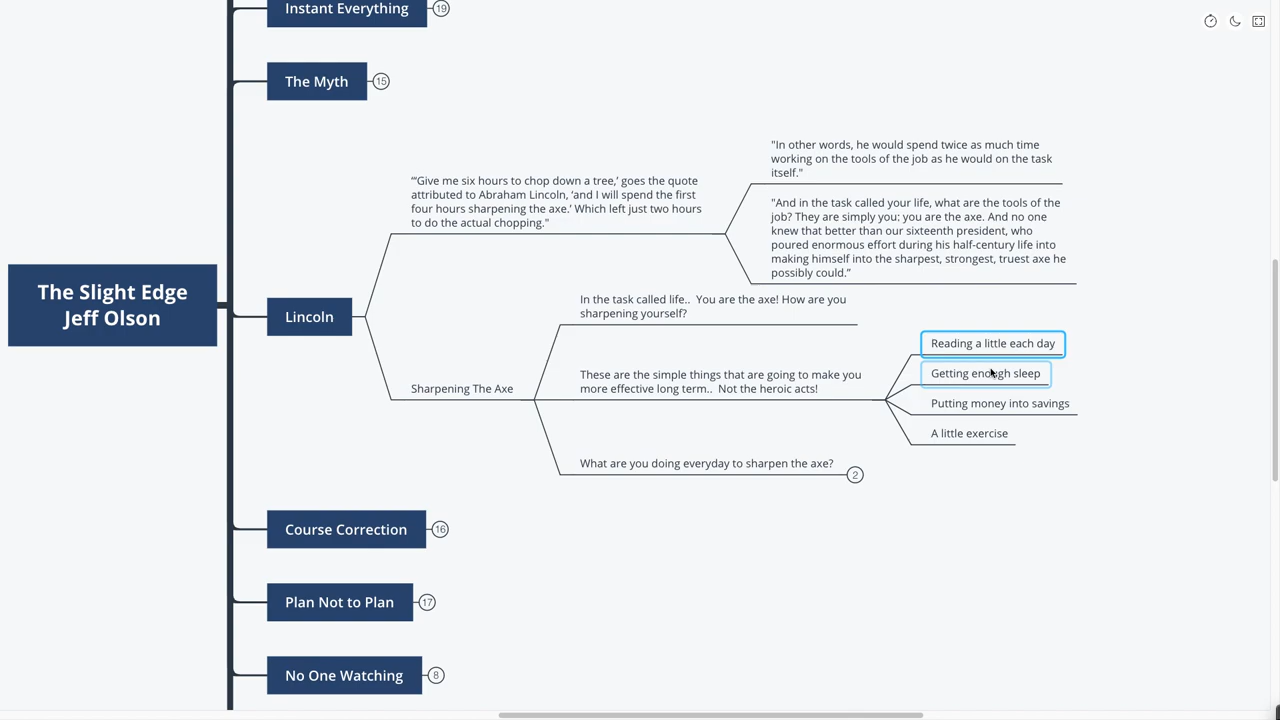 Instant Everything
19
The Myth
15
"In other words, he would spend twice as much time
working on the tools of the job as he would on the task
itself."
"‘Give me six hours to chop down a tree,’ goes the quote
attributed to Abraham Lincoln, ‘and I will spend the first
four hours sharpening the axe.’ Which left just two hours
to do the actual chopping."
"And in the task called your life, what are the tools of the
job? They are simply you: you are the axe. And no one
knew that better than our sixteenth president, who
poured enormous effort during his half-century life into
making himself into the sharpest, strongest, truest axe he
possibly could.”
The Slight Edge
Jeff Olson
Lincoln
In the task called life..  You are the axe! How are you
sharpening yourself?
Sharpening The Axe
These are the simple things that are going to make you
more effective long term..  Not the heroic acts!
Reading a little each day
Getting enough sleep
Putting money into savings
A little exercise
What are you doing everyday to sharpen the axe?
2
Course Correction
16
Plan Not to Plan
17
No One Watching
8